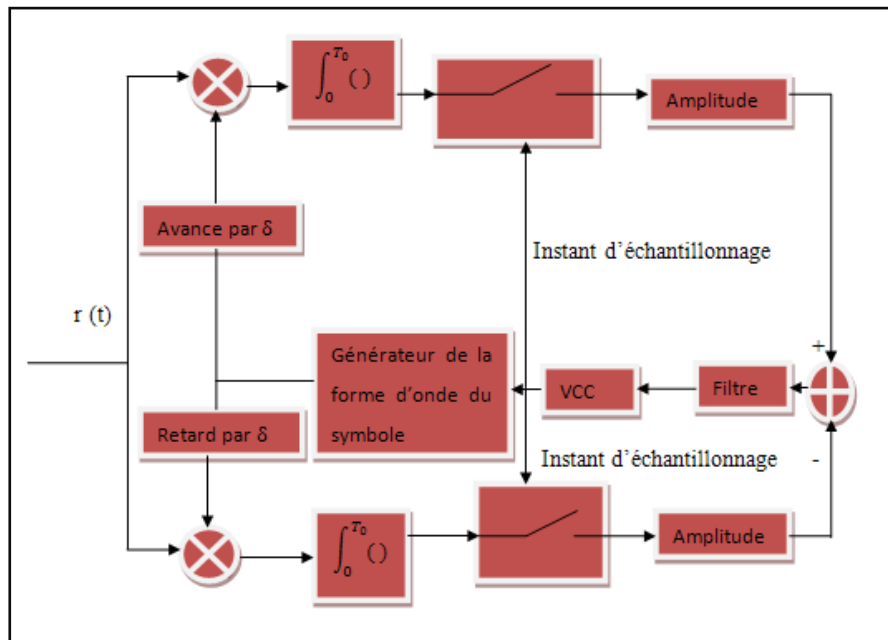 ∫₀^T₀ ( )
Amplitude
Avance par δ
Instant d'échantillonnage
r (t)
Générateur de la
forme d'onde du
symbole
VCC
Filtre
+
Retard par δ
Instant d'échantillonnage
-
∫₀^T₀ ( )
Amplitude